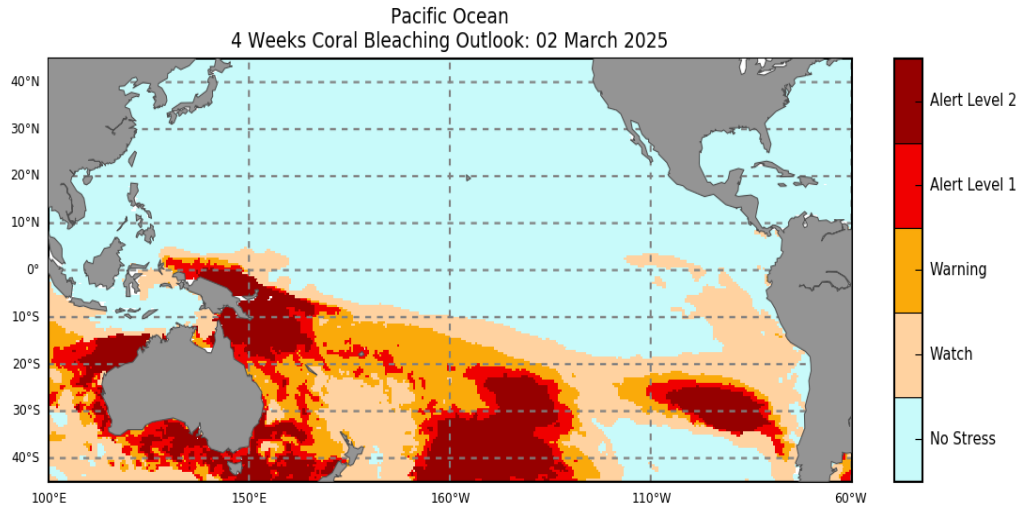 Pacific Ocean
4 Weeks Coral Bleaching Outlook: 02 March 2025
40°N
30°N
20°N
10°N
0°
10°S
20°S
30°S
40°S
100°E
150°E
160°W
110°W
60°W
Alert Level 2
Alert Level 1
Warning
Watch
No Stress